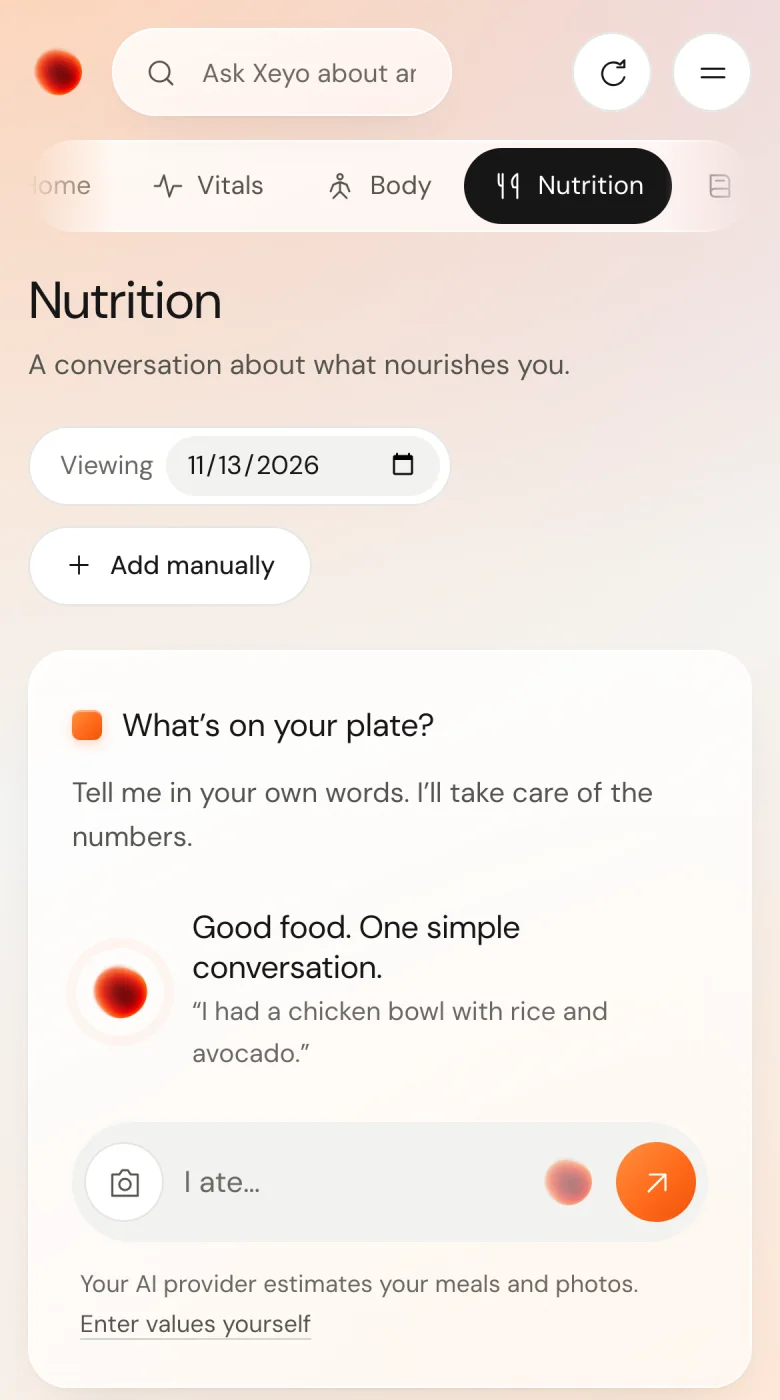 Ask Xeyo about ar
Home
Vitals
Body
Nutrition
Nutrition
A conversation about what nourishes you.
Viewing
11/13/2026
Add manually
What’s on your plate?
Tell me in your own words. I’ll take care of the
numbers.
Good food. One simple
conversation.
“I had a chicken bowl with rice and
avocado.”
I ate…
Your AI provider estimates your meals and photos.
Enter values yourself